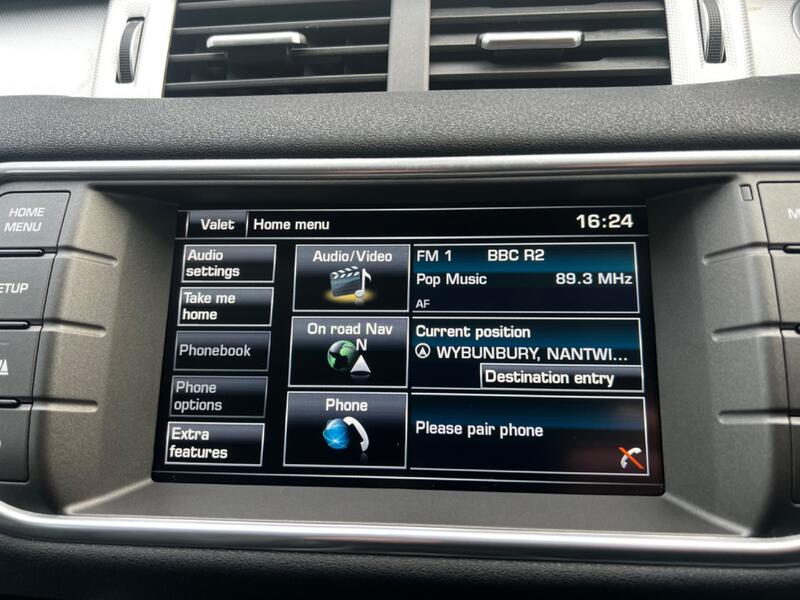 HOME
MENU
SETUP
Valet
Home menu
16:24
Audio
settings
Take me
home
Phonebook
Phone
options
Extra
features
Audio/Video
FM 1 BBC R2
Pop Music 89.3 MHz
AF
On road Nav
N
Current position
WYBUNBURY, NANTWI...
Destination entry
Phone
Please pair phone